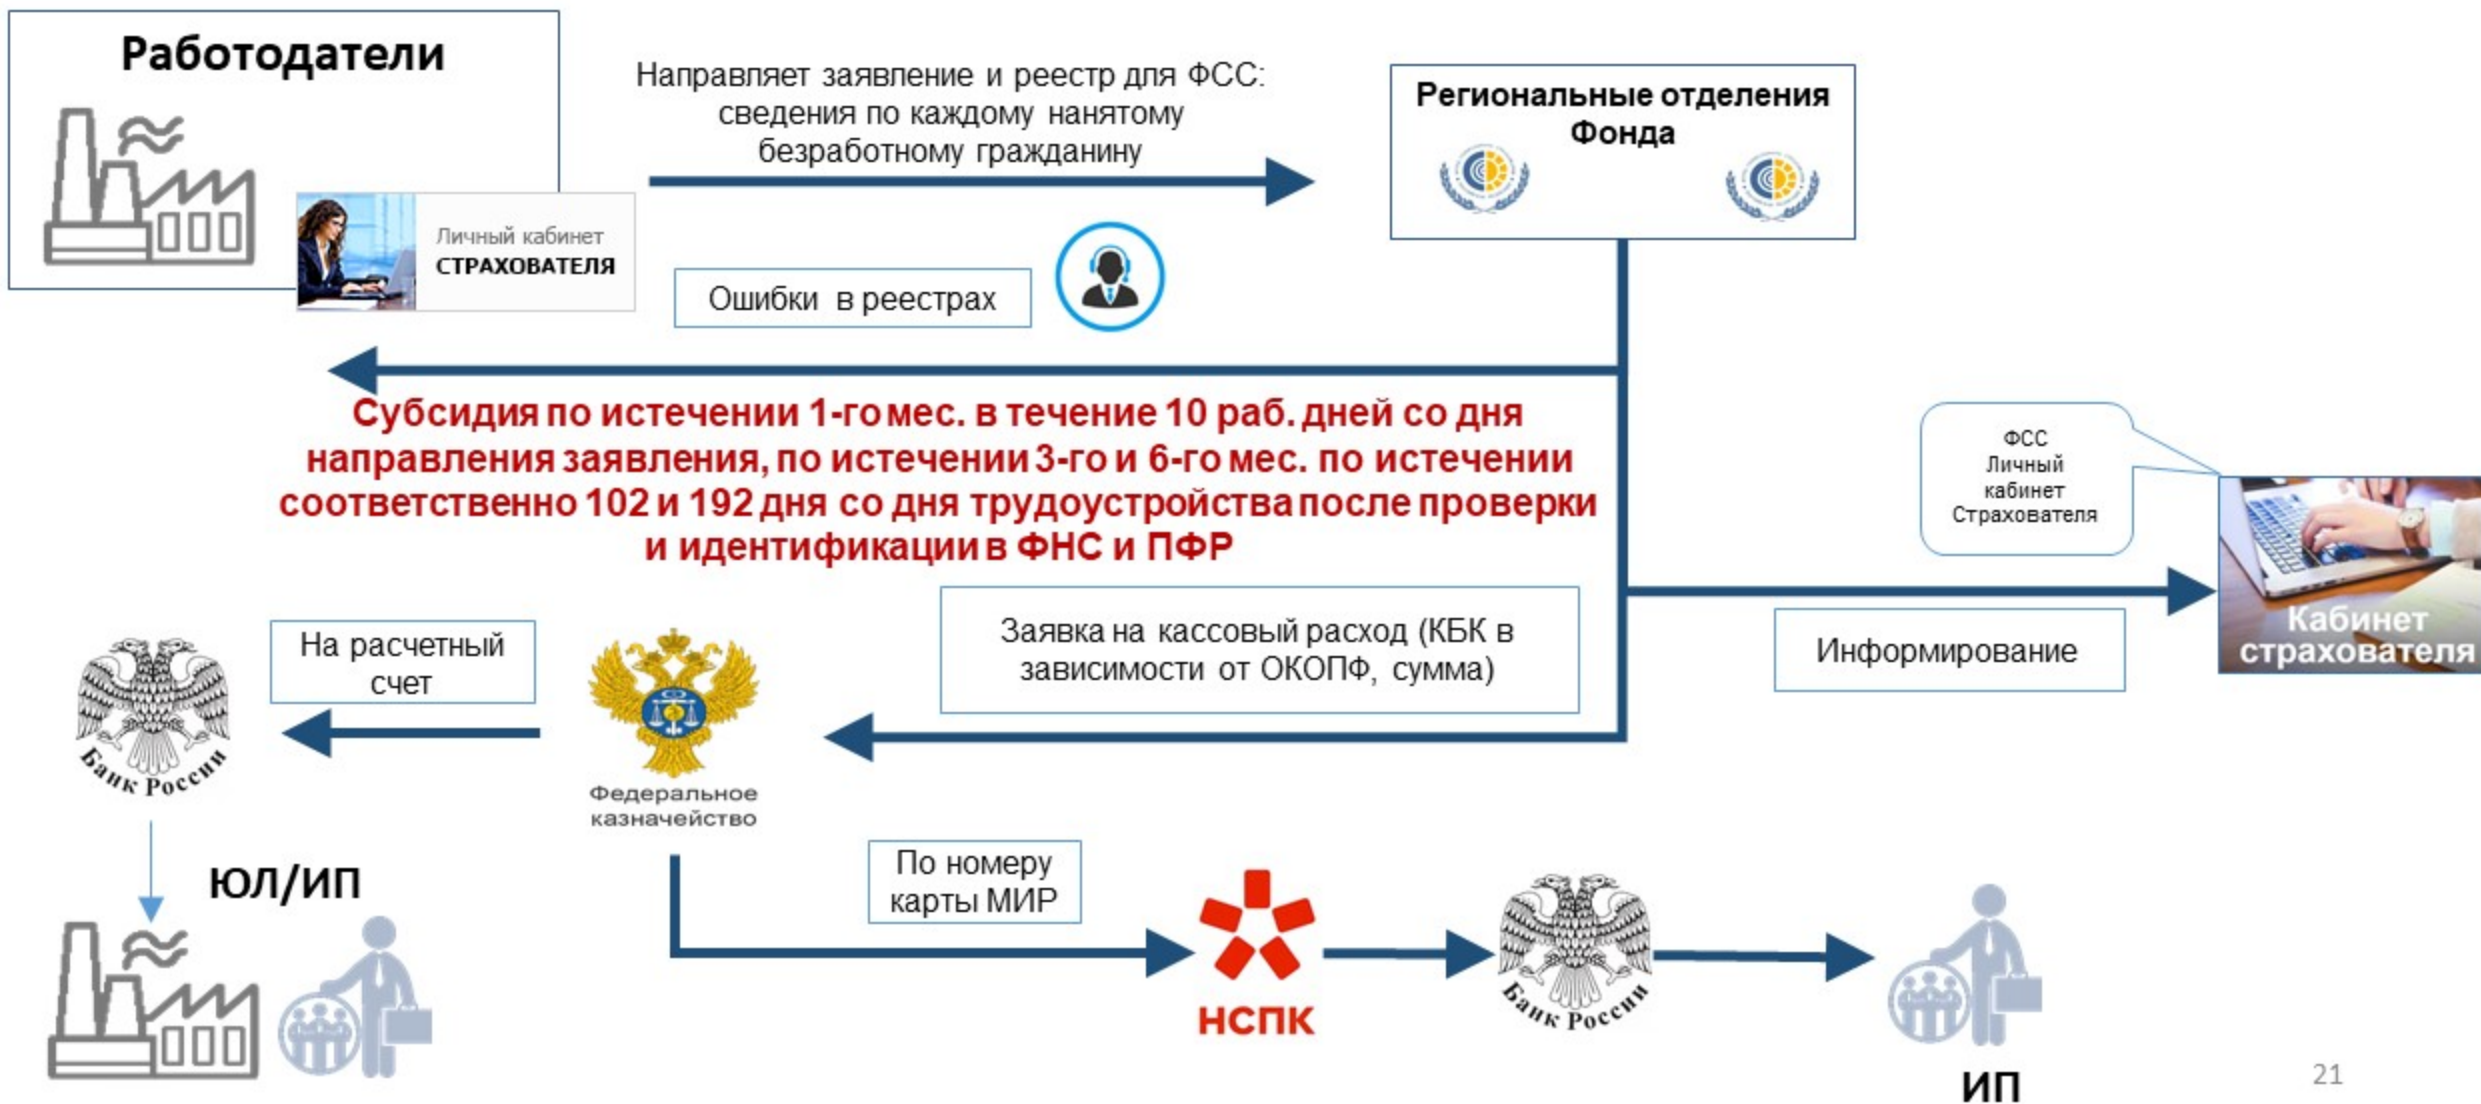 Работодатели
Направляет заявление и реестр для ФСС:
сведения по каждому нанятому
безработному гражданину
Региональные отделения
Фонда
Личный кабинет
СТРАХОВАТЕЛЯ
Ошибки в реестрах
Субсидия по истечении 1-го мес. в течение 10 раб. дней со дня
направления заявления, по истечении 3-го и 6-го мес. по истечении
соответственно 102 и 192 дня со дня трудоустройства после проверки
и идентификации в ФНС и ПФР
ФСС
Личный
кабинет
Страхователя
Кабинет
страхователя
Информирование
Заявка на кассовый расход (КБК в
зависимости от ОКОПФ, сумма)
На расчетный
счет
Банк России
Федеральное
казначейство
ЮЛ/ИП
По номеру
карты МИР
НСПК
Банк России
ИП
21